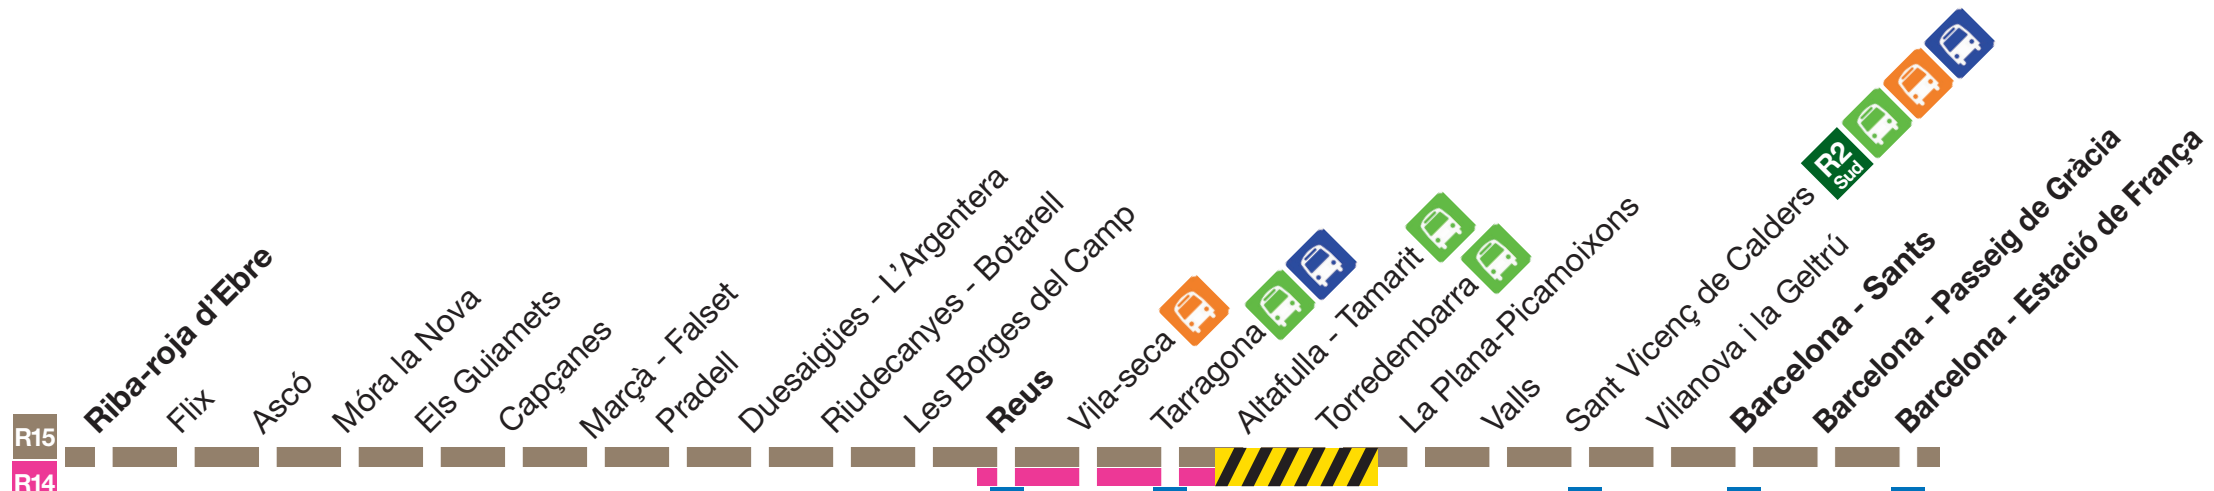 Riba-roja d'Ebre
Flix
Ascó
Móra la Nova
Els Guiamets
Capçanes
Marçà - Falset
Pradell
Duesaigües - L'Argentera
Riudecanyes - Botarell
Les Borges del Camp
Reus
Vila-seca
Tarragona
Altafulla - Tamarit
Torredembarra
La Plana-Picamoixons
Valls
Sant Vicenç de Calders
R2
Sud
Vilanova i la Geltrú
Barcelona - Sants
Barcelona - Passeig de Gràcia
Barcelona - Estació de França
R15
R14